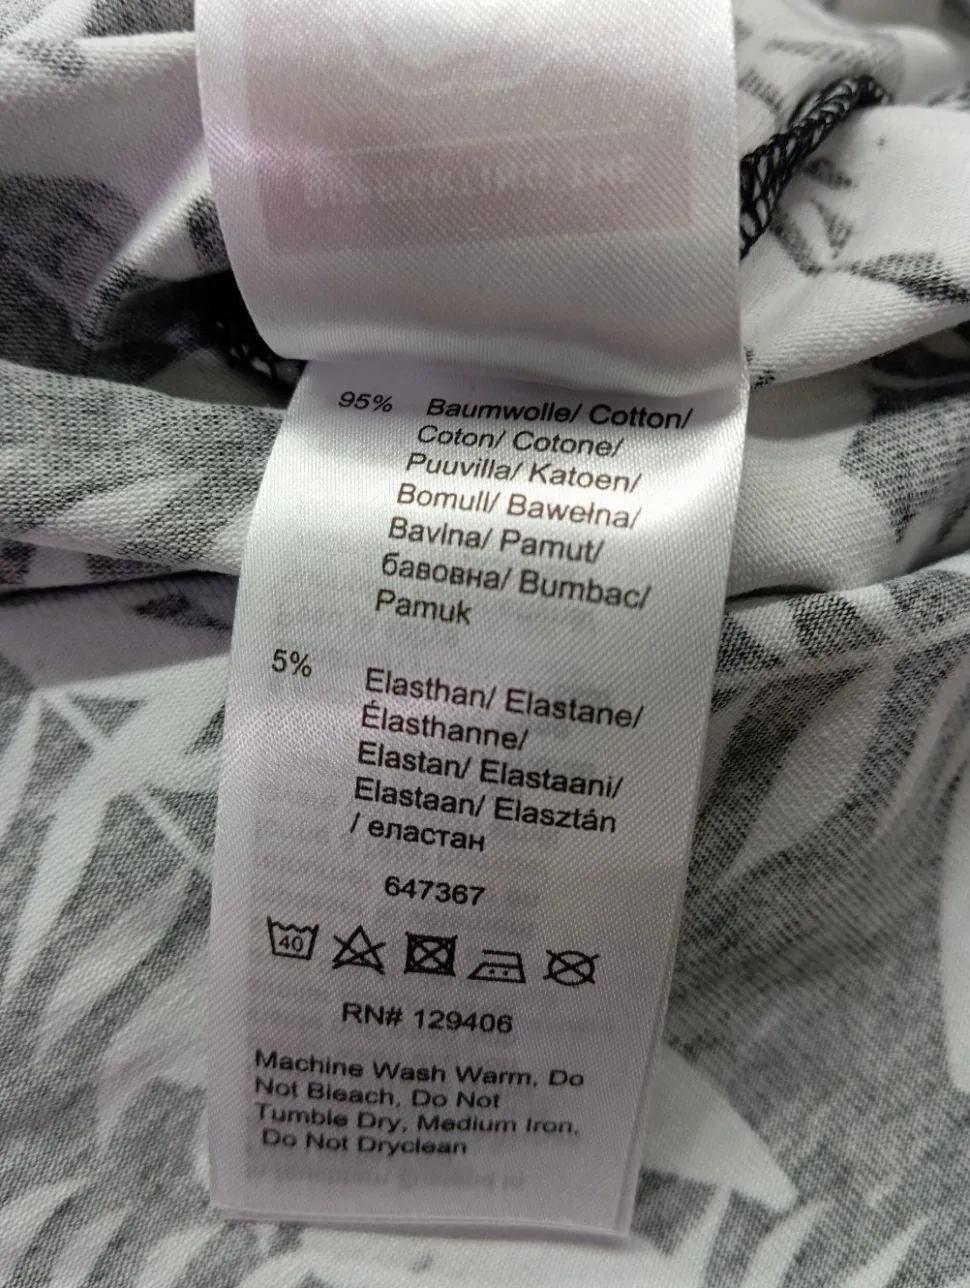 95% Baumwolle/ Cotton/
Coton/ Cotone/
Puuvilla/ Katoen/
Bomull/ Bawełna/
Bavlna/ Pamut/
бавовна/ Bumbac/
Pamuk
5% Elasthan/ Elastane/
Élasthanne/
Elastan/ Elastaani/
Elastaan/ Elasztán
/ еластан
647367
40
RN# 129406
Machine Wash Warm, Do
Not Bleach, Do Not
Tumble Dry, Medium Iron,
Do Not Dryclean